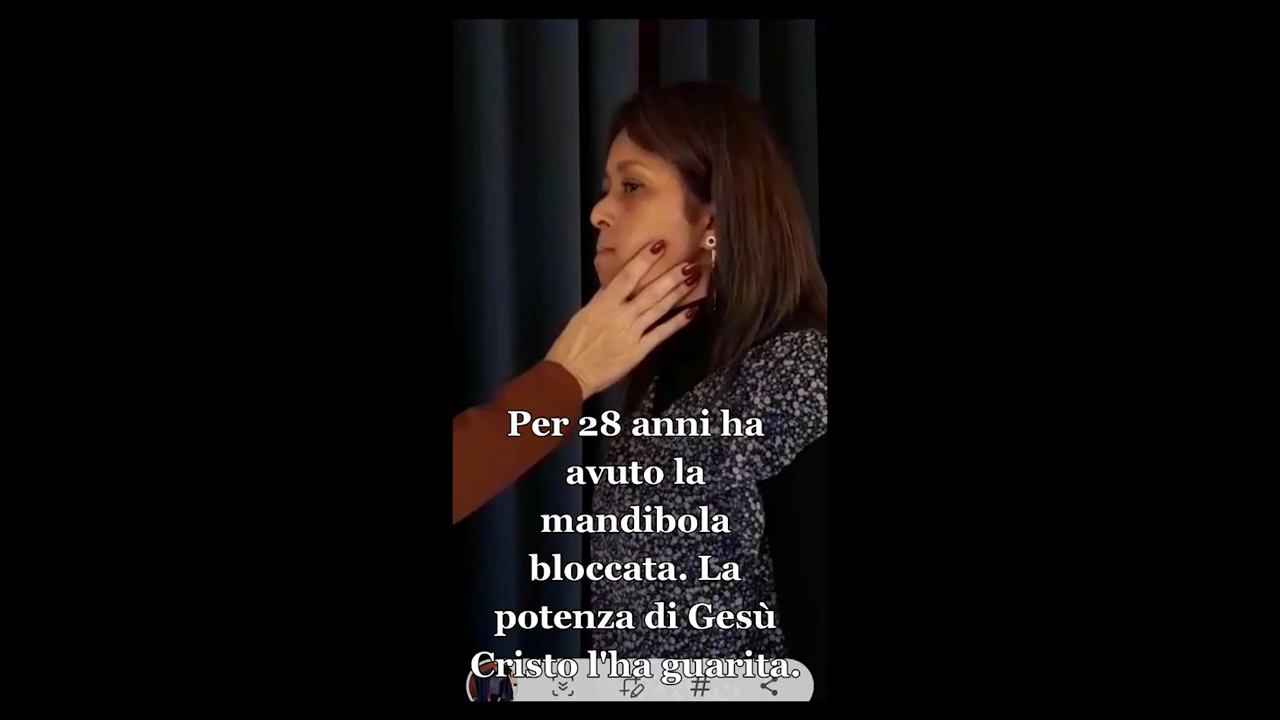 Per 28 anni ha
avuto la
mandibola
bloccata. La
potenza di Gesù
Cristo l'ha guarita.